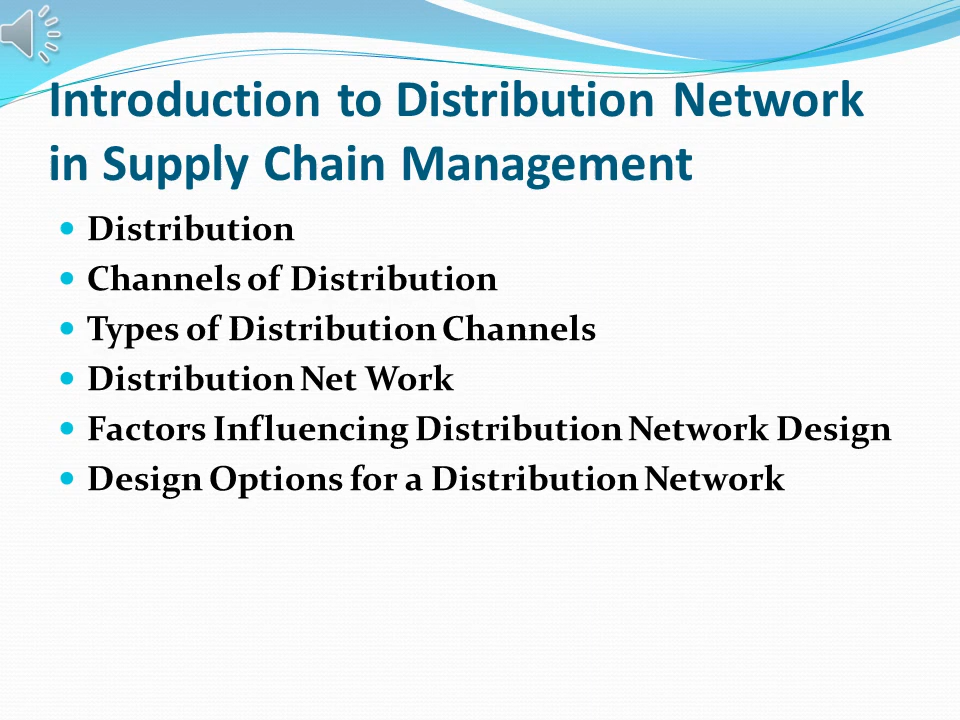 Introduction to Distribution Network
in Supply Chain Management
Distribution
Channels of Distribution
Types of Distribution Channels
Distribution Net Work
Factors Influencing Distribution Network Design
Design Options for a Distribution Network